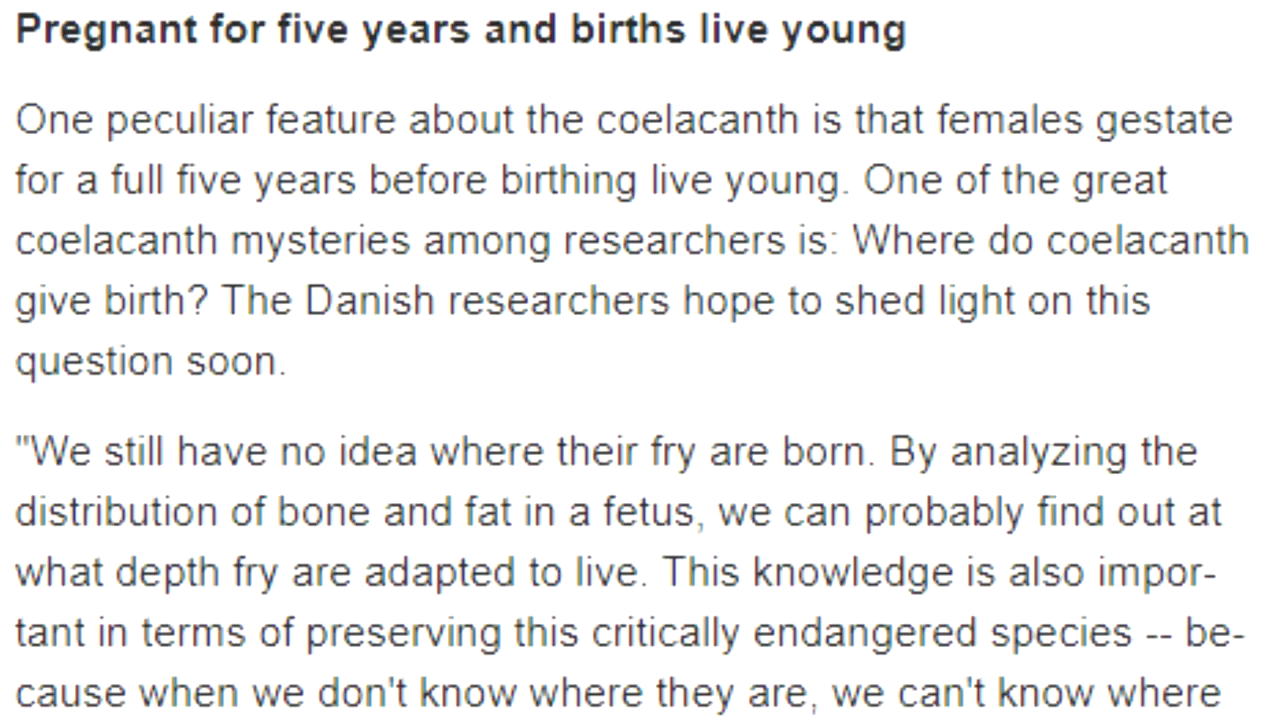 Pregnant for five years and births live young
One peculiar feature about the coelacanth is that females gestate
for a full five years before birthing live young. One of the great
coelacanth mysteries among researchers is: Where do coelacanth
give birth? The Danish researchers hope to shed light on this
question soon.
"We still have no idea where their fry are born. By analyzing the
distribution of bone and fat in a fetus, we can probably find out at
what depth fry are adapted to live. This knowledge is also impor-
tant in terms of preserving this critically endangered species -- be-
cause when we don't know where they are, we can't know where